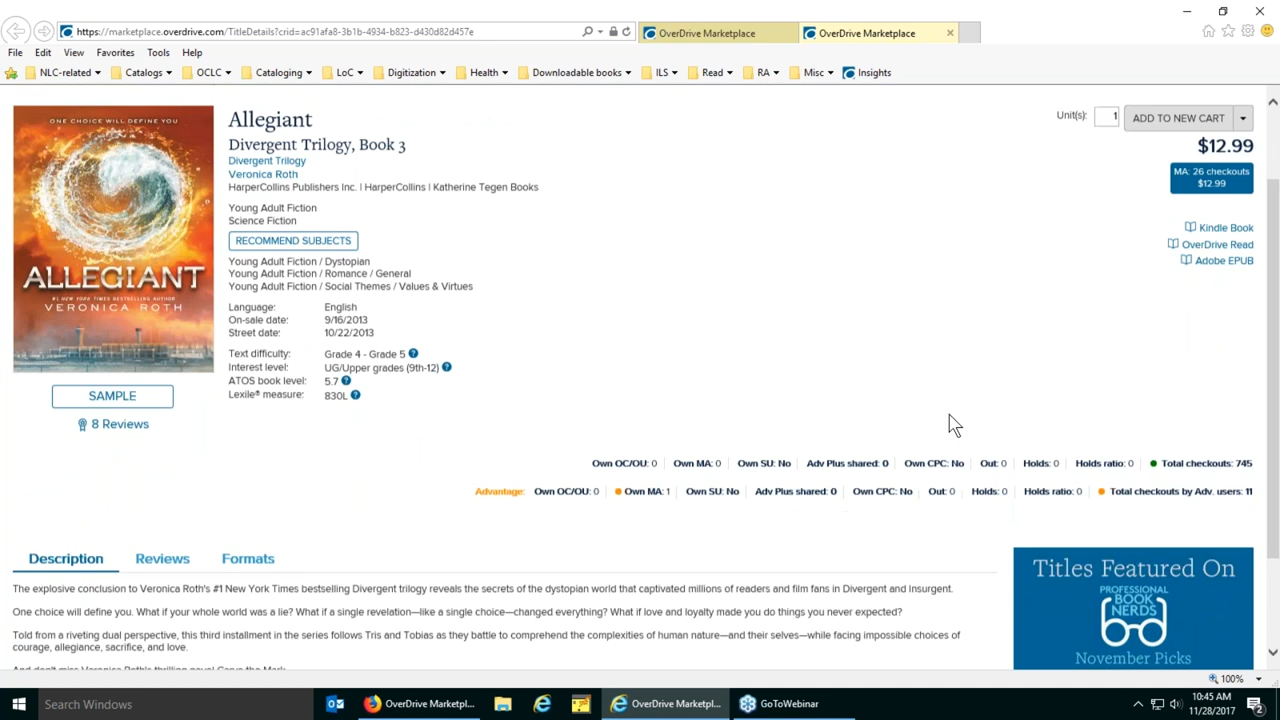 https://marketplace.overdrive.com/TitleDetails?crid=ac91afa8-3b1b-4934-b823-d430d82d457e
OverDrive Marketplace
OverDrive Marketplace
File Edit View Favorites Tools Help
NLC-related Catalogs OCLC Cataloging LoC Digitization Health Downloadable books ILS Read RA Misc Insights
ONE CHOICE WILL DEFINE YOU
ALLEGIANT
#1 NEW YORK TIMES BESTSELLING AUTHOR
VERONICA ROTH
SAMPLE
8 Reviews
Allegiant
Divergent Trilogy, Book 3
Divergent Trilogy
Veronica Roth
HarperCollins Publishers Inc. | HarperCollins | Katherine Tegen Books
Young Adult Fiction
Science Fiction
RECOMMEND SUBJECTS
Young Adult Fiction / Dystopian
Young Adult Fiction / Romance / General
Young Adult Fiction / Social Themes / Values & Virtues
Language: English
On-sale date: 9/16/2013
Street date: 10/22/2013
Text difficulty: Grade 4 - Grade 5 ?
Interest level: UG/Upper grades (9th-12) ?
ATOS book level: 5.7 ?
Lexile® measure: 830L ?
Unit(s): 1 ADD TO NEW CART
$12.99
MA: 26 checkouts
$12.99
Kindle Book
OverDrive Read
Adobe EPUB
Own OC/OU: 0 Own MA: 0 Own SU: No Adv Plus shared: 0 Own CPC: No Out: 0 Holds: 0 Holds ratio: 0 Total checkouts: 745
Advantage: Own OC/OU: 0 Own MA: 1 Own SU: No Adv Plus shared: 0 Own CPC: No Out: 0 Holds: 0 Holds ratio: 0 Total checkouts by Adv. users: 11
Description Reviews Formats
The explosive conclusion to Veronica Roth's #1 New York Times bestselling Divergent trilogy reveals the secrets of the dystopian world that captivated millions of readers and film fans in Divergent and Insurgent.
One choice will define you. What if your whole world was a lie? What if a single revelation—like a single choice—changed everything? What if love and loyalty made you do things you never expected?
Told from a riveting dual perspective, this third installment in the series follows Tris and Tobias as they battle to comprehend the complexities of human nature—and their selves—while facing impossible choices of
courage, allegiance, sacrifice, and love.
And don't miss Veronica Roth's thrilling novel Carve the Mark
Titles Featured On
PROFESSIONAL
BOOK
NERDS
November Picks
100%
Search Windows
OverDrive Marketpl...
OverDrive Marketpl...
GoToWebinar
10:45 AM
11/28/2017
2